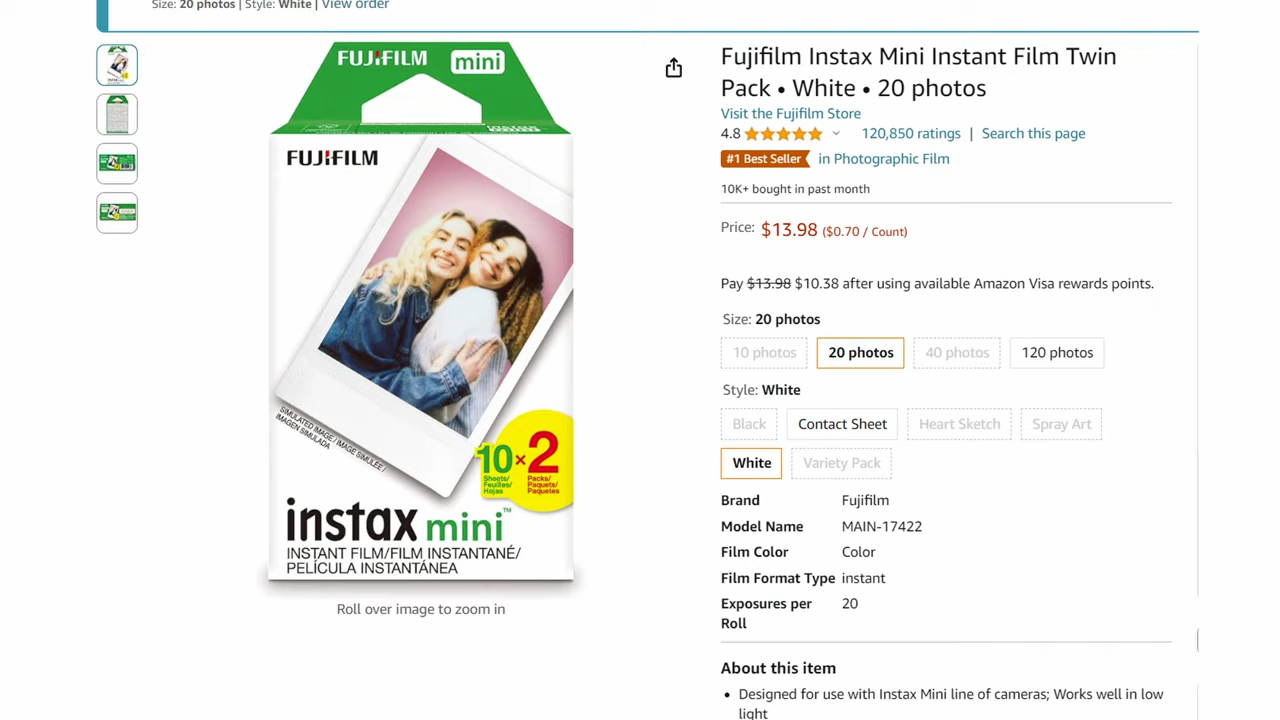 Size: 20 photos | Style: White | View order
FUJIFILM mini
FUJIFILM
SIMULATED IMAGE / IMAGE SIMULÉE /
IMAGEN SIMULADA
10 x 2
Sheets/
Feuilles/
Hojas
Packs/
Paquets/
Paquetes
instax mini™
INSTANT FILM/FILM INSTANTANÉ/
PELÍCULA INSTANTÁNEA
Roll over image to zoom in
Fujifilm Instax Mini Instant Film Twin
Pack • White • 20 photos
Visit the Fujifilm Store
4.8 120,850 ratings | Search this page
#1 Best Seller in Photographic Film
10K+ bought in past month
Price: $13.98 ($0.70 / Count)
Pay $13.98 $10.38 after using available Amazon Visa rewards points.
Size: 20 photos
10 photos 20 photos 40 photos 120 photos
Style: White
Black Contact Sheet Heart Sketch Spray Art
White Variety Pack
Brand Fujifilm
Model Name MAIN-17422
Film Color Color
Film Format Type instant
Exposures per 20
Roll
About this item
• Designed for use with Instax Mini line of cameras; Works well in low
light